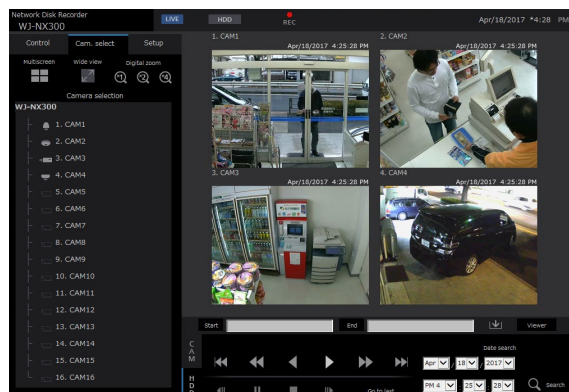 Network Disk Recorder
WJ-NX300
LIVE
HDD
REC
Apr/18/2017 *4:28 PM
Control
Cam. select
Setup
Multiscreen
Wide view
Digital zoom
Camera selection
WJ-NX300
1. CAM1
2. CAM2
3. CAM3
4. CAM4
5. CAM5
6. CAM6
7. CAM7
8. CAM8
9. CAM9
10. CAM10
11. CAM11
12. CAM12
13. CAM13
14. CAM14
15. CAM15
16. CAM16
1. CAM1
Apr/18/2017 4:25:28 PM
2. CAM2
Apr/18/2017 4:25:28 PM
3. CAM3
Apr/18/2017 4:25:28 PM
4. CAM4
Apr/18/2017 4:25:28 PM
Start
End
Viewer
CAM
HDD
Go to last
Date search
Apr / 18 / 2017
PM 4 : 25 : 28
Search